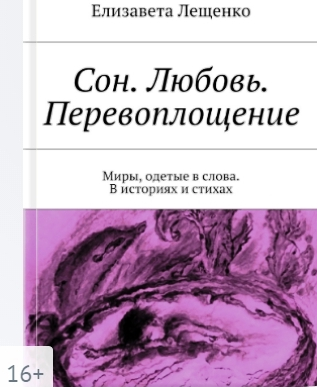 Елизавета Лещенко
Сон. Любовь.
Перевоплощение
Миры, одетые в слова.
В историях и стихах
16+